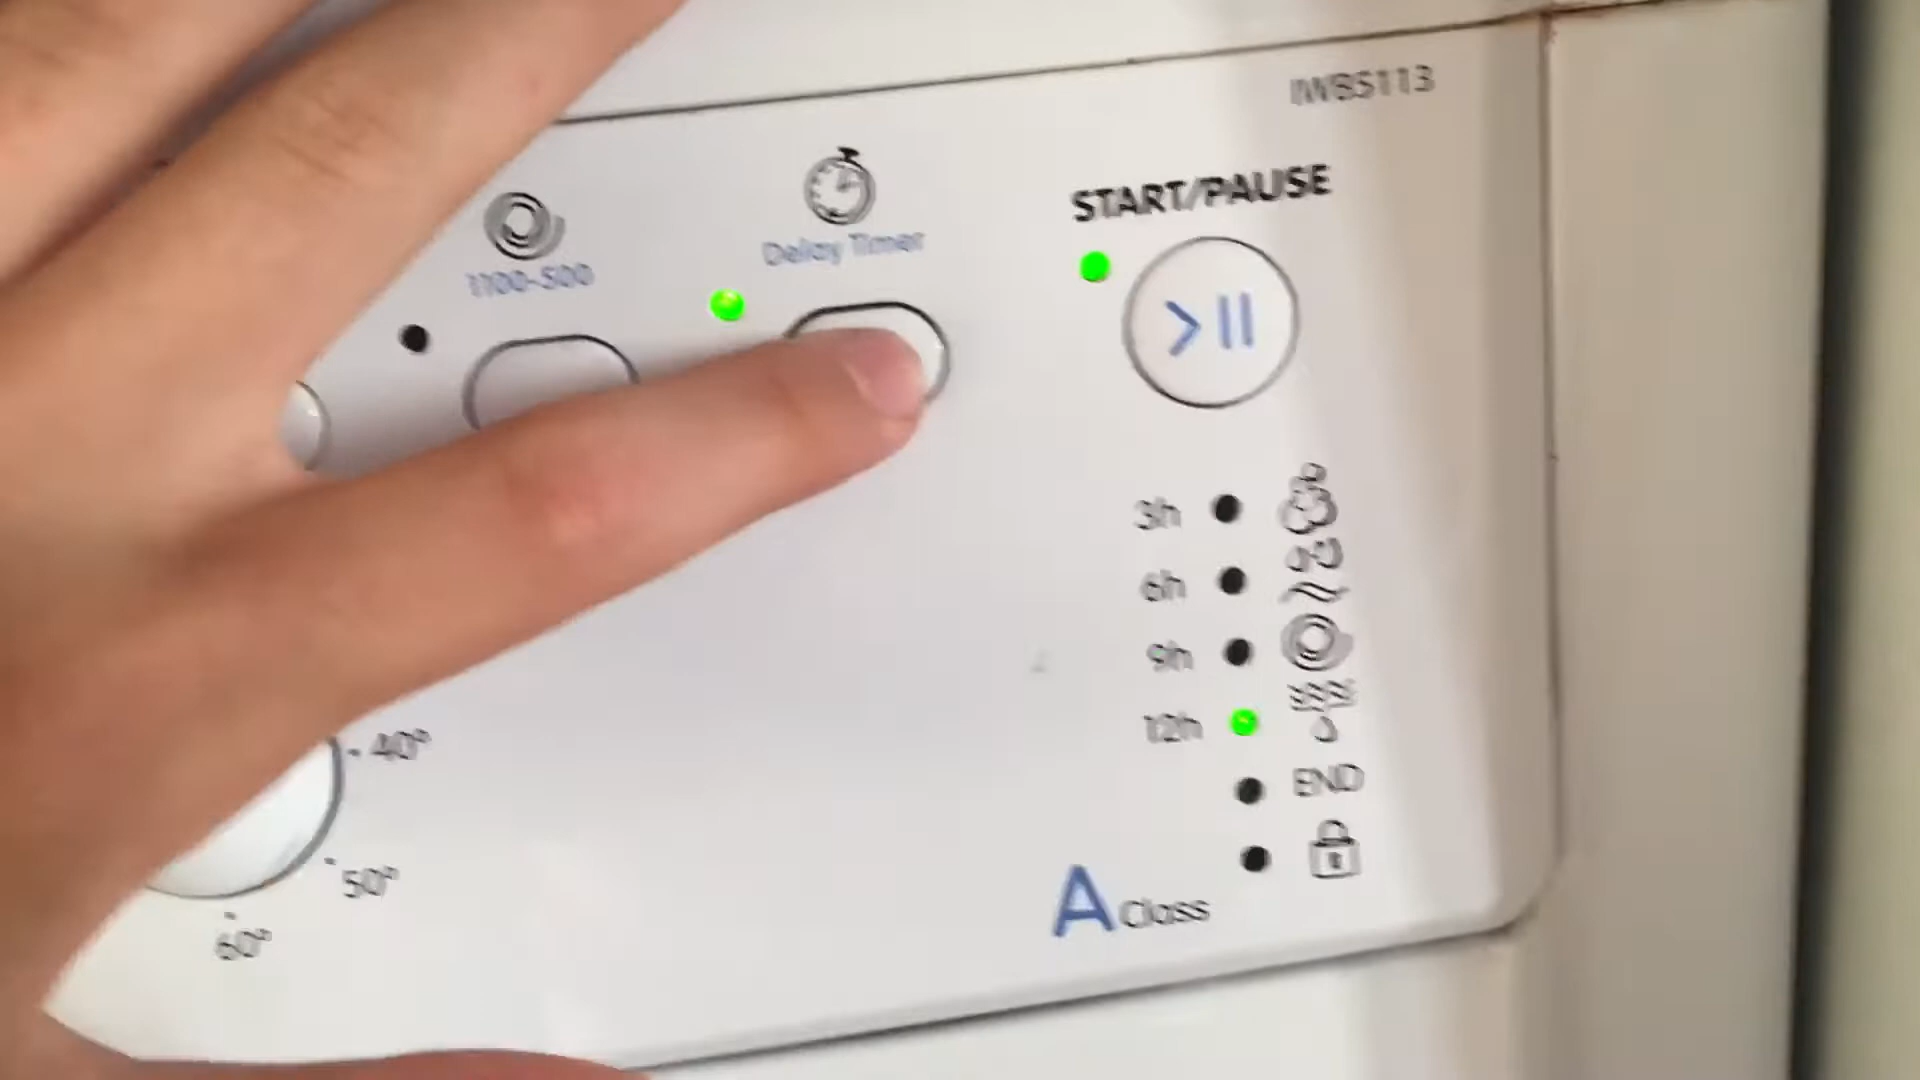 IWB5113
START/PAUSE
Delay Timer
1100-500
3h
6h
9h
12h
END
40°
50°
60°
A Class